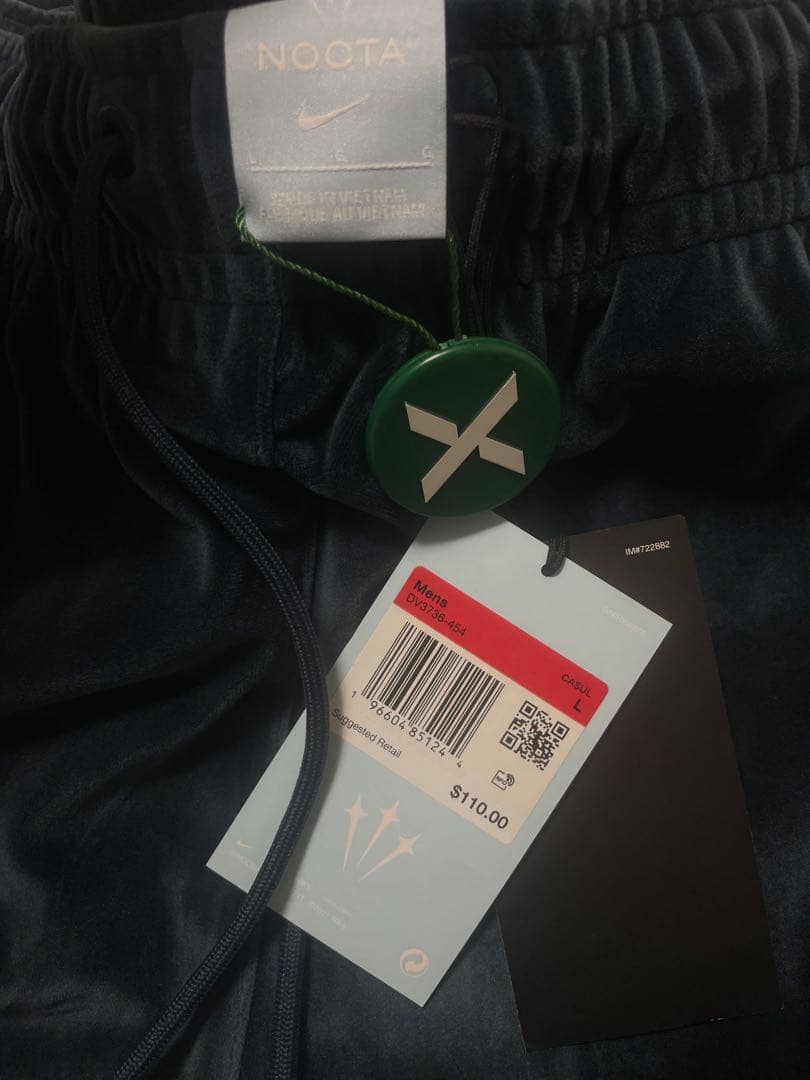 NOCTA
L G G
MADE IN VIETNAM
FABRIQUÉ AU VIETNAM
IM#722882
Mens
DV3736-454
CASUL
L
1 96604 85124 4
Suggested Retail
RFID
$110.00